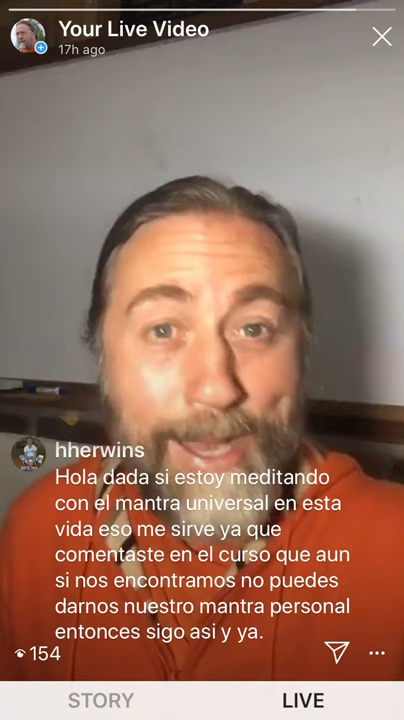 Your Live Video
17h ago
hherwins
Hola dada si estoy meditando
con el mantra universal en esta
vida eso me sirve ya que
comentaste en el curso que aun
si nos encontramos no puedes
darnos nuestro mantra personal
entonces sigo asi y ya.
154
STORY
LIVE